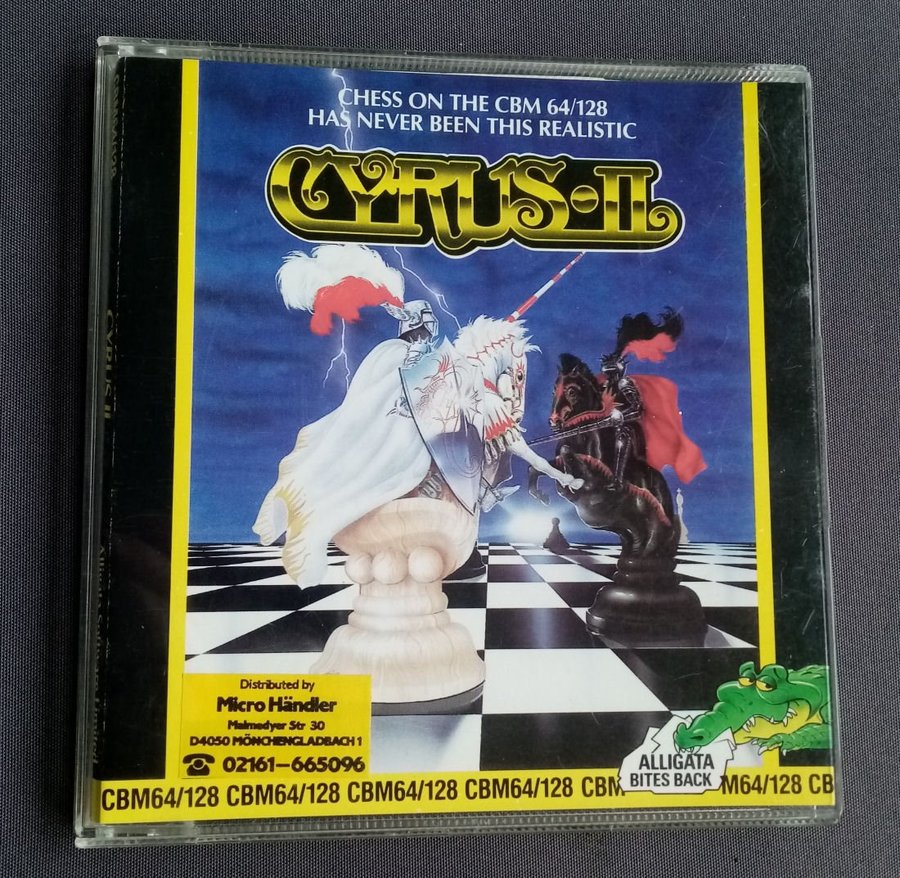 CHESS ON THE CBM 64/128
HAS NEVER BEEN THIS REALISTIC
CYRUS-II
Distributed by
Micro Händler
Malmedyer Str 30
D4050 MÖNCHENGLADBACH 1
☎ 02161-665096
ALLIGATA
BITES BACK
CBM64/128 CBM64/128 CBM64/128 CBM64/128 CBM M64/128 CB
CYRUS II